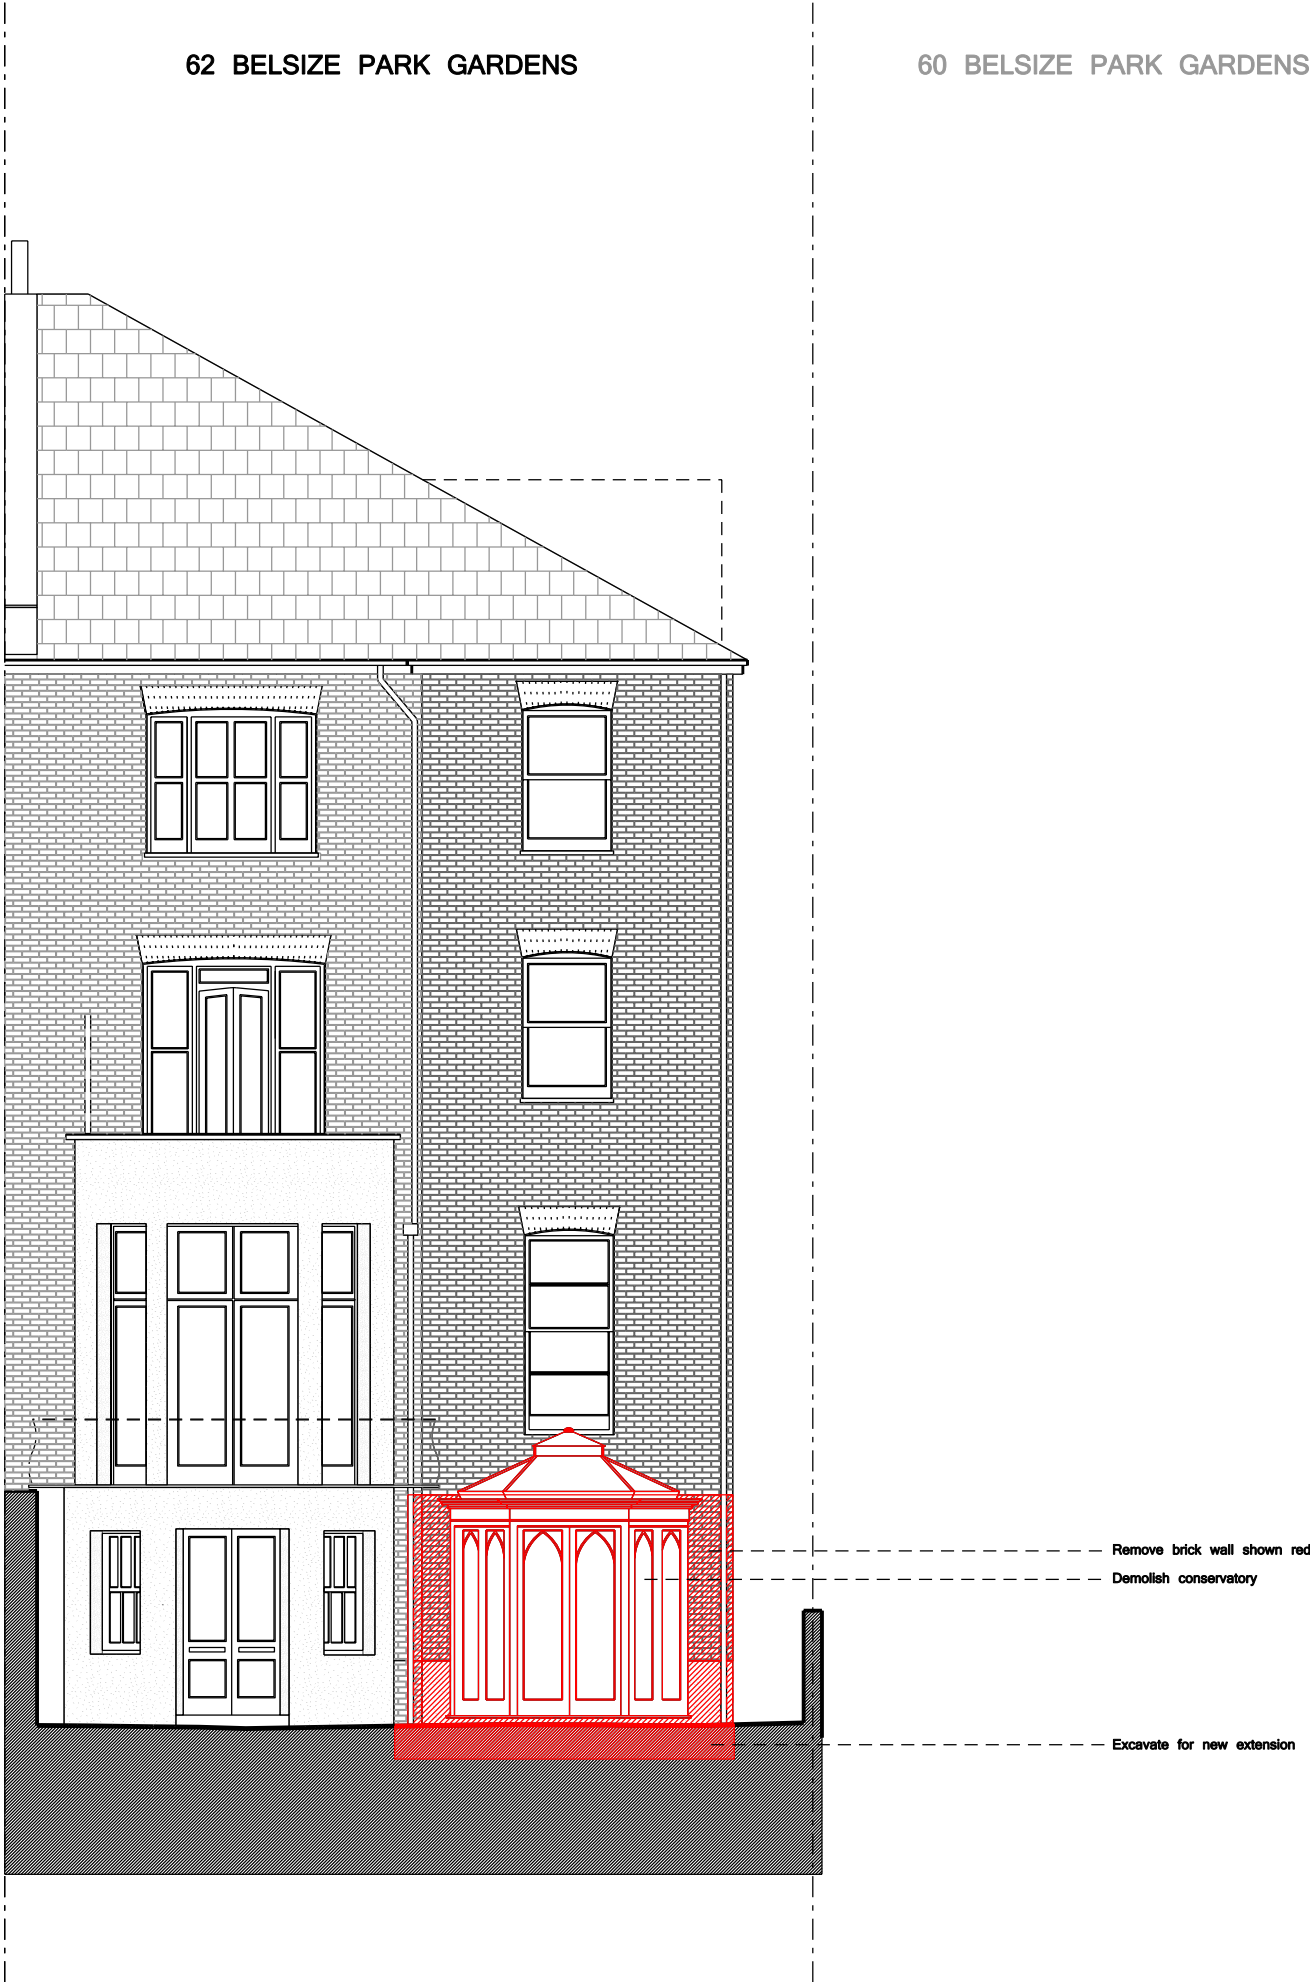 62 BELSIZE PARK GARDENS
60 BELSIZE PARK GARDENS
Remove brick wall shown red
Demolish conservatory
Excavate for new extension